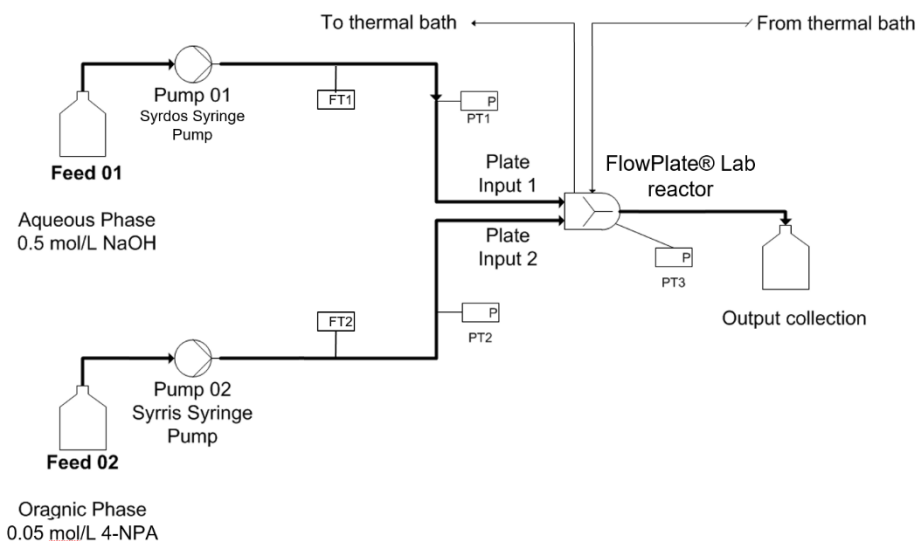 To thermal bath
From thermal bath
Pump 01
Syrdos Syringe
Pump
FT1
P
PT1
Feed 01
Plate
Input 1
FlowPlate® Lab
reactor
Aqueous Phase
0.5 mol/L NaOH
Plate
Input 2
P
PT3
FT2
P
PT2
Output collection
Pump 02
Syrris Syringe
Pump
Feed 02
Oragnic Phase
0.05 mol/L 4-NPA